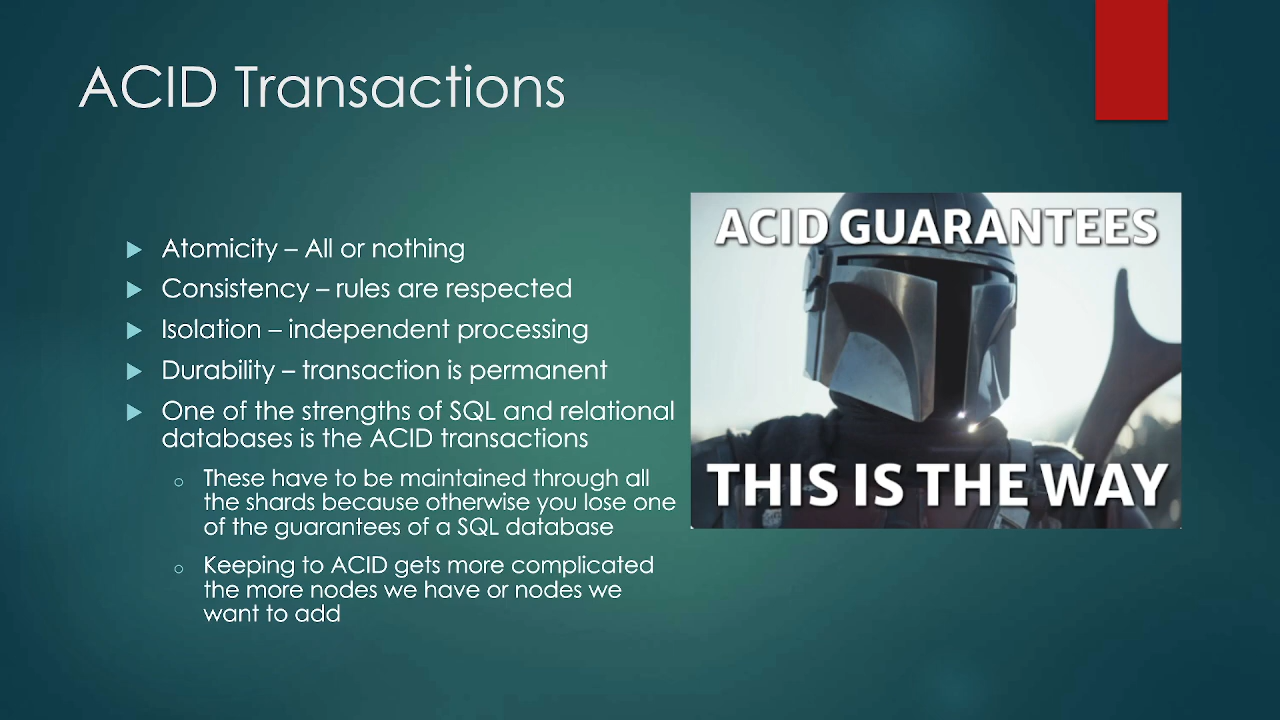 ACID Transactions
Atomicity – All or nothing
Consistency – rules are respected
Isolation – independent processing
Durability – transaction is permanent
One of the strengths of SQL and relational
databases is the ACID transactions
These have to be maintained through all
the shards because otherwise you lose one
of the guarantees of a SQL database
Keeping to ACID gets more complicated
the more nodes we have or nodes we
want to add
ACID GUARANTEES
THIS IS THE WAY